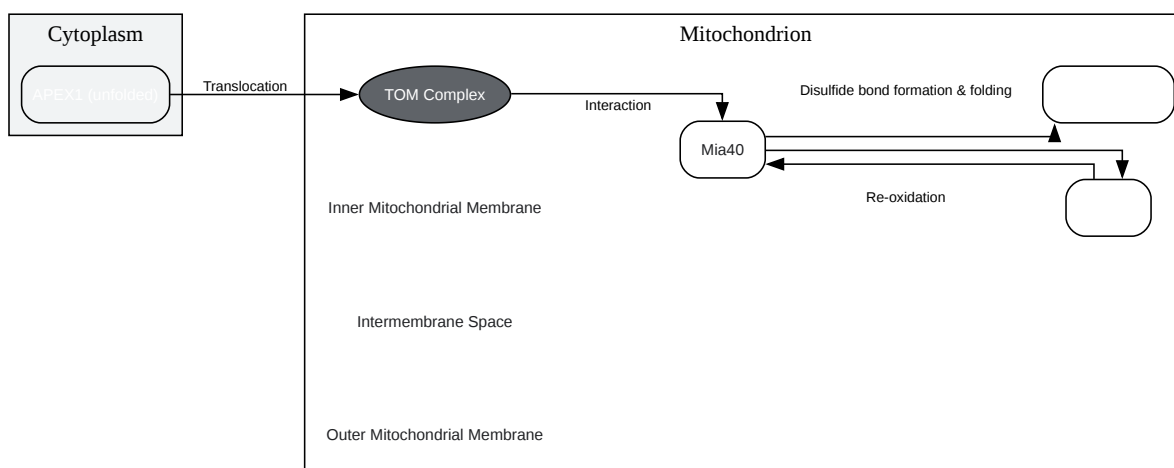 Cytoplasm
Mitochondrion
APEX1 (unfolded)
Translocation
TOM Complex
Interaction
Disulfide bond formation & folding
Mia40
Re-oxidation
Inner Mitochondrial Membrane
Intermembrane Space
Outer Mitochondrial Membrane